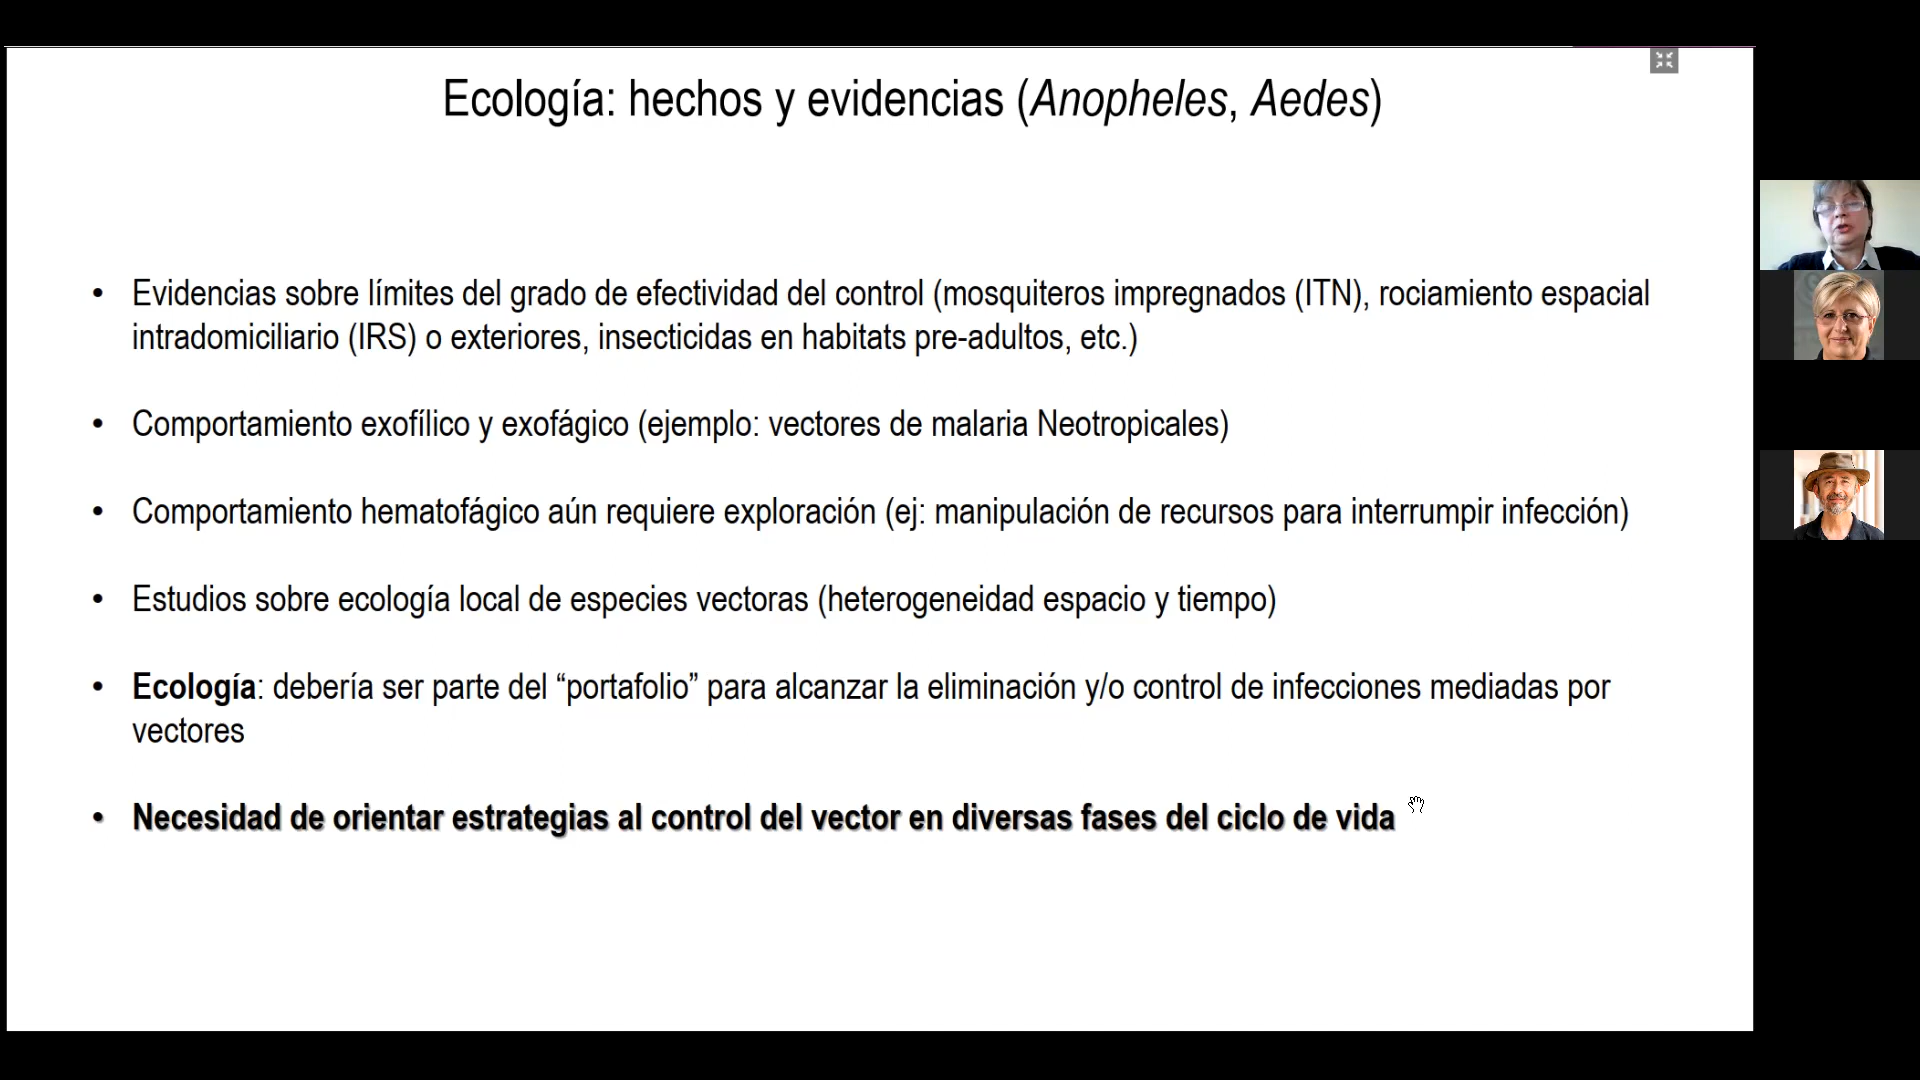 Ecología: hechos y evidencias (Anopheles, Aedes)
• Evidencias sobre límites del grado de efectividad del control (mosquiteros impregnados (ITN), rociamiento espacial
intradomiciliario (IRS) o exteriores, insecticidas en habitats pre-adultos, etc.)
• Comportamiento exofílico y exofágico (ejemplo: vectores de malaria Neotropicales)
• Comportamiento hematofágico aún requiere exploración (ej: manipulación de recursos para interrumpir infección)
• Estudios sobre ecología local de especies vectoras (heterogeneidad espacio y tiempo)
• Ecología: debería ser parte del “portafolio” para alcanzar la eliminación y/o control de infecciones mediadas por
vectores
• Necesidad de orientar estrategias al control del vector en diversas fases del ciclo de vida